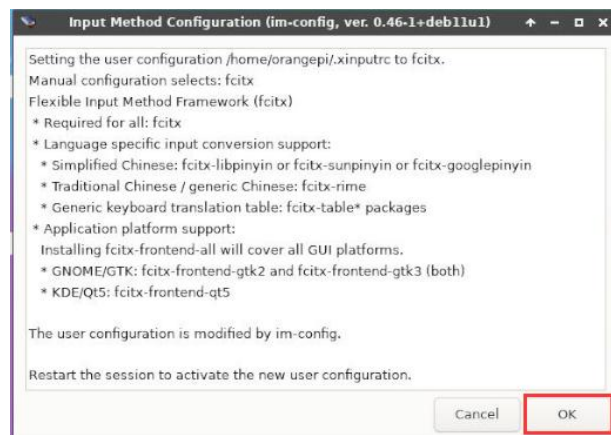 Input Method Configuration (im-config, ver. 0.46-1+deb11u1)
Setting the user configuration /home/orangepi/.xinputrc to fcitx.
Manual configuration selects: fcitx
Flexible Input Method Framework (fcitx)
* Required for all: fcitx
* Language specific input conversion support:
* Simplified Chinese: fcitx-libpinyin or fcitx-sunpinyin or fcitx-googlepinyin
* Traditional Chinese / generic Chinese: fcitx-rime
* Generic keyboard translation table: fcitx-table* packages
* Application platform support:
Installing fcitx-frontend-all will cover all GUI platforms.
* GNOME/GTK: fcitx-frontend-gtk2 and fcitx-frontend-gtk3 (both)
* KDE/Qt5: fcitx-frontend-qt5
The user configuration is modified by im-config.
Restart the session to activate the new user configuration.
Cancel OK